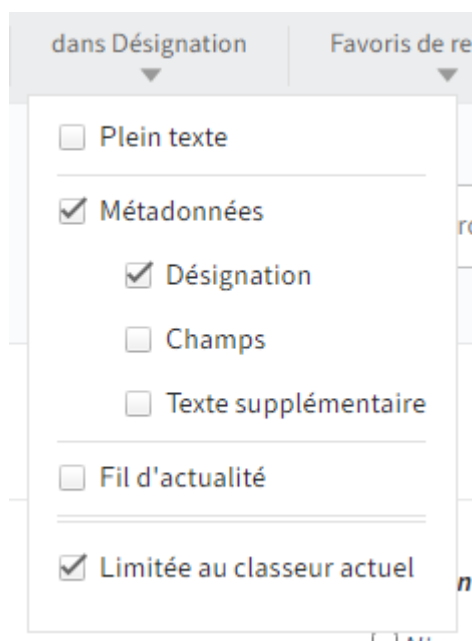 dans Désignation
Favoris de re
Plein texte
Métadonnées
Désignation
Champs
Texte supplémentaire
Fil d'actualité
Limitée au classeur actuel